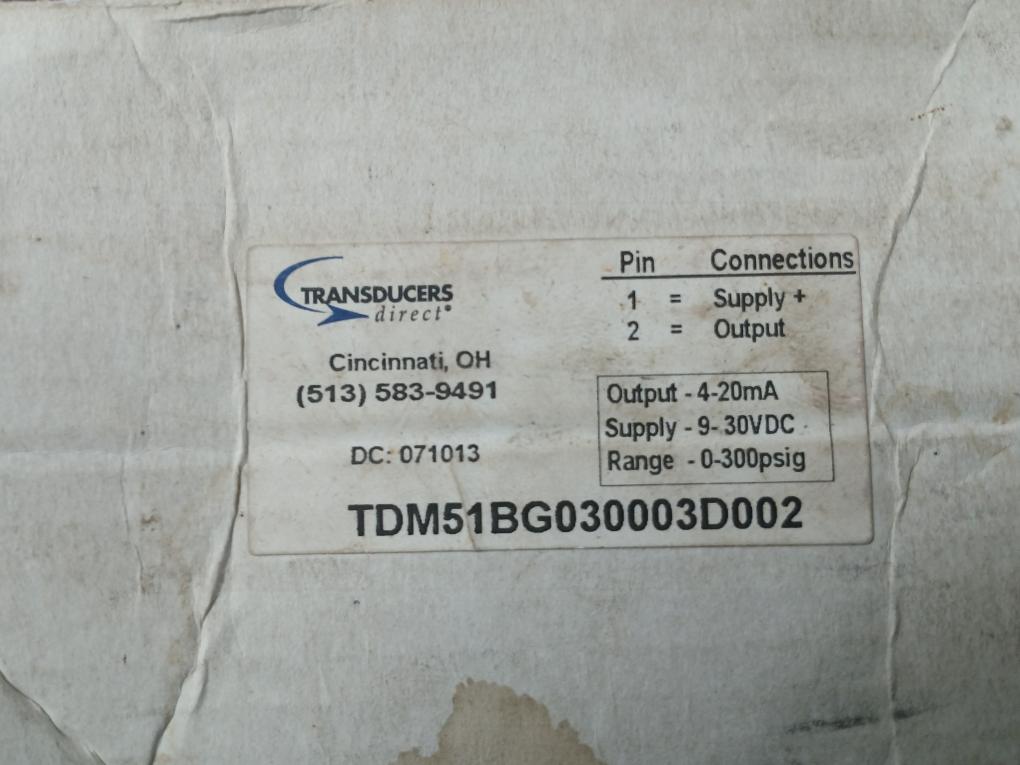 TRANSDUCERS
direct®
Cincinnati, OH
(513) 583-9491
DC: 071013
Pin Connections
1 = Supply +
2 = Output
Output - 4-20mA
Supply - 9-30VDC
Range - 0-300psig
TDM51BG030003D002